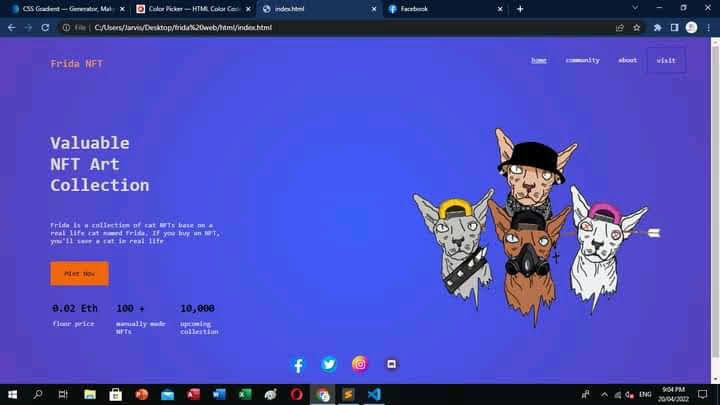 CSS Gradient — Generator, Make
Color Picker — HTML Color Code
index.html
Facebook
File
C:/Users/Jarvis/Desktop/frida%20web/html/index.html
Frida NFT
home
community
about
visit
Valuable
NFT Art
Collection
Frida is a collection of cat NFTs base on a
real life cat named frida. If you buy an NFT,
you'll save a cat in real life
Mint Now
0.02 Eth
100 +
10,000
floor price
manually made
NFTs
upcoming
collection
ENG
9:04 PM
20/04/2022